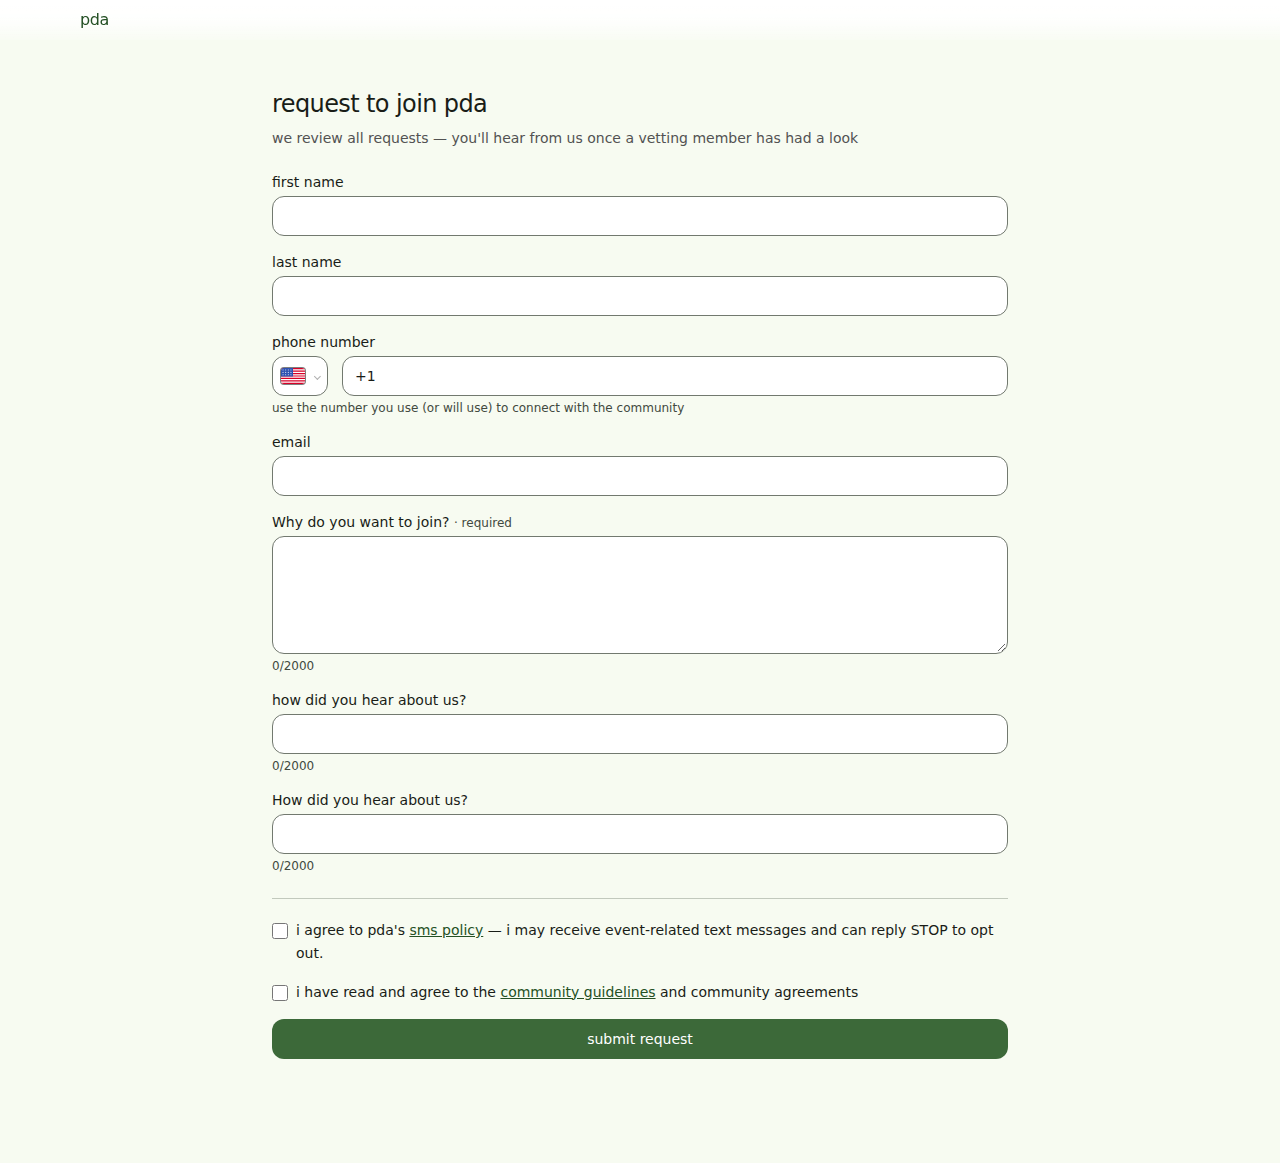 pda
request to join pda
we review all requests — you'll hear from us once a vetting member has had a look
first name
last name
phone number
+1
use the number you use (or will use) to connect with the community
email
Why do you want to join? · required
0/2000
how did you hear about us?
0/2000
How did you hear about us?
0/2000
i agree to pda's sms policy — i may receive event-related text messages and can reply STOP to opt
out.
i have read and agree to the community guidelines and community agreements
submit request